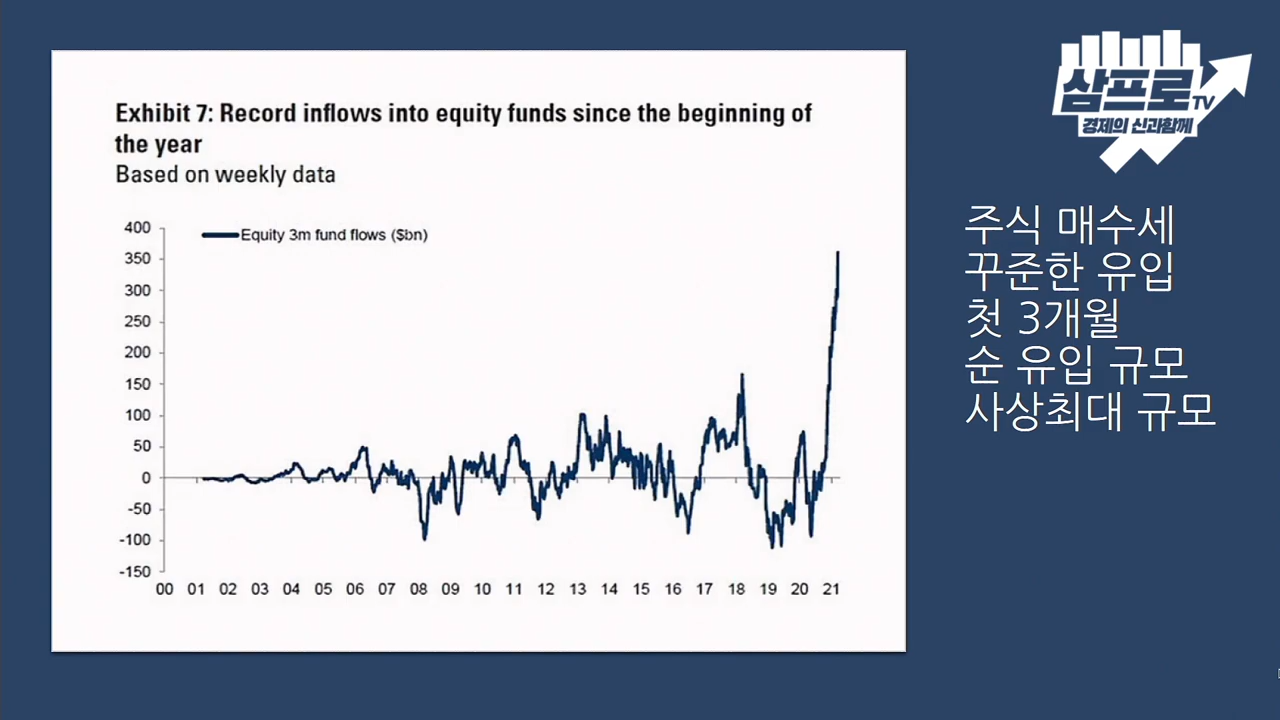 Exhibit 7: Record inflows into equity funds since the beginning of
the year
Based on weekly data
400
350
300
250
200
150
100
50
0
-50
-100
-150
Equity 3m fund flows ($bn)
00 01 02 03 04 05 06 07 08 09 10 11 12 13 14 15 16 17 18 19 20 21
삼프로TV
경제의 신과함께
주식 매수세
꾸준한 유입
첫 3개월
순 유입 규모
사상최대 규모